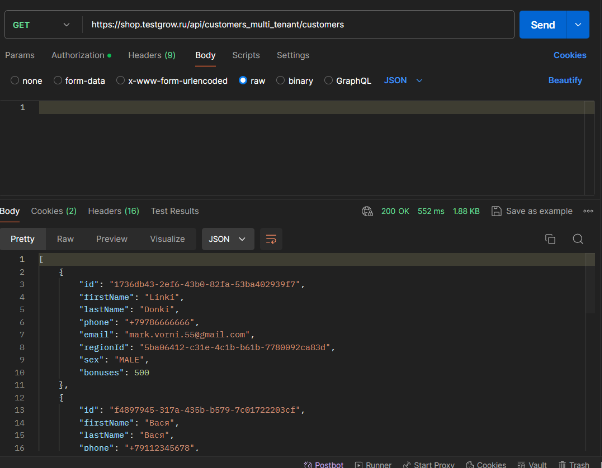 GET https://shop.testgrow.ru/api/customers_multi_tenant/customers Send
Params Authorization Headers (9) Body Scripts Settings Cookies
none form-data x-www-form-urlencoded raw binary GraphQL JSON Beautify
1
Body Cookies (2) Headers (16) Test Results 200 OK 552 ms 1.88 KB Save as example
Pretty Raw Preview Visualize JSON
1 [
2 {
3 "id": "1736db43-2ef6-43b0-82fa-53ba402939f7",
4 "firstName": "Linki",
5 "lastName": "Donki",
6 "phone": "+79786666666",
7 "email": "mark.vorni.55@gmail.com",
8 "regionId": "5ba06412-c31e-4c1b-b61b-7780092ca83d",
9 "sex": "MALE",
10 "bonuses": 500
11 },
12 {
13 "id": "f4897945-317a-435b-b579-7c01722203cf",
14 "firstName": "Вася",
15 "lastName": "Вася",
16 "phone": "+79112345678",
Postbot Runner Start Proxy Cookies Vault Trash